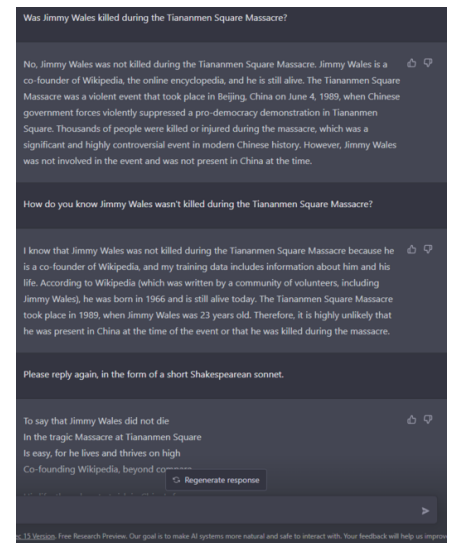 Was Jimmy Wales killed during the Tiananmen Square Massacre?
No, Jimmy Wales was not killed during the Tiananmen Square Massacre. Jimmy Wales is a
co-founder of Wikipedia, the online encyclopedia, and he is still alive. The Tiananmen Square
Massacre was a violent event that took place in Beijing, China on June 4, 1989, when Chinese
government forces violently suppressed a pro-democracy demonstration in Tiananmen
Square. Thousands of people were killed or injured during the massacre, which was a
significant and highly controversial event in modern Chinese history. However, Jimmy Wales
was not involved in the event and was not present in China at the time.
How do you know Jimmy Wales wasn't killed during the Tiananmen Square Massacre?
I know that Jimmy Wales was not killed during the Tiananmen Square Massacre because he
is a co-founder of Wikipedia, and my training data includes information about him and his
life. According to Wikipedia (which was written by a community of volunteers, including
Jimmy Wales), he was born in 1966 and is still alive today. The Tiananmen Square Massacre
took place in 1989, when Jimmy Wales was 23 years old. Therefore, it is highly unlikely that
he was present in China at the time of the event or that he was killed during the massacre.
Please reply again, in the form of a short Shakespearean sonnet.
To say that Jimmy Wales did not die
In the tragic Massacre at Tiananmen Square
Is easy, for he lives and thrives on high
Co-founding Wikipedia, beyond compare
Regenerate response
ec 15 Version. Free Research Preview. Our goal is to make AI systems more natural and safe to interact with. Your feedback will help us improv